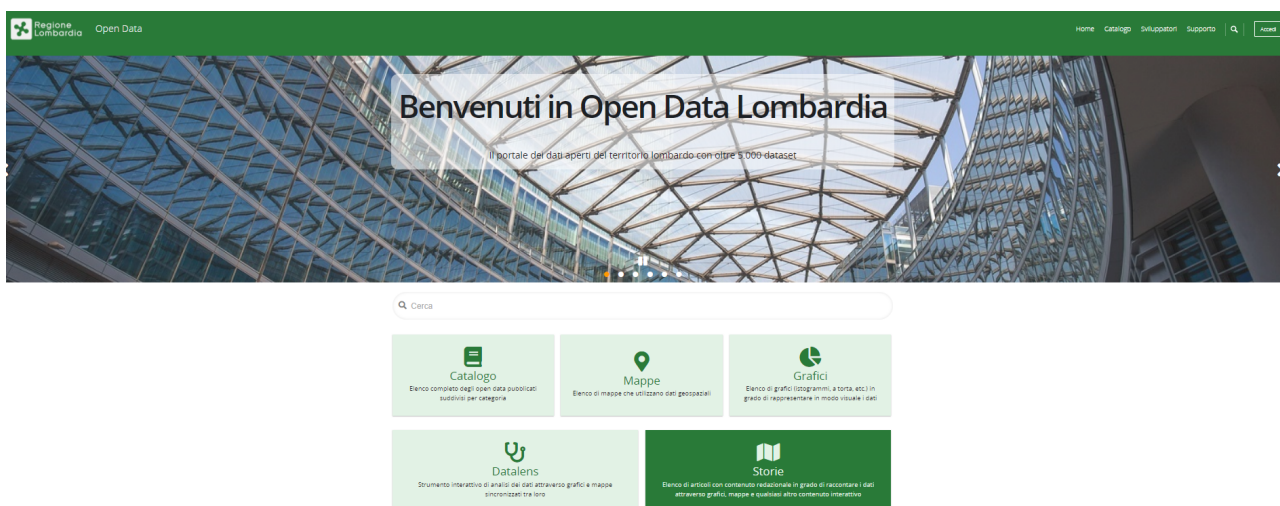 Regione
Lombardia
Open Data
Home Catalogo Sviluppatori Supporto Accedi
Benvenuti in Open Data Lombardia
Il portale dei dati aperti del territorio lombardo con oltre 5.000 dataset
Cerca
Catalogo
Elenco completo degli open data pubblicati
suddivisi per categoria
Mappe
Elenco di mappe che utilizzano dati geospaziali
Grafici
Elenco di grafici (istogrammi, a torta, etc.) in
grado di rappresentare in modo visuale i dati
Datalens
Strumento interattivo di analisi dei dati attraverso grafici e mappe
sincronizzati tra loro
Storie
Elenco di articoli con contenuto redazionale in grado di raccontare i dati
attraverso grafici, mappe e qualsiasi altro contenuto interattivo